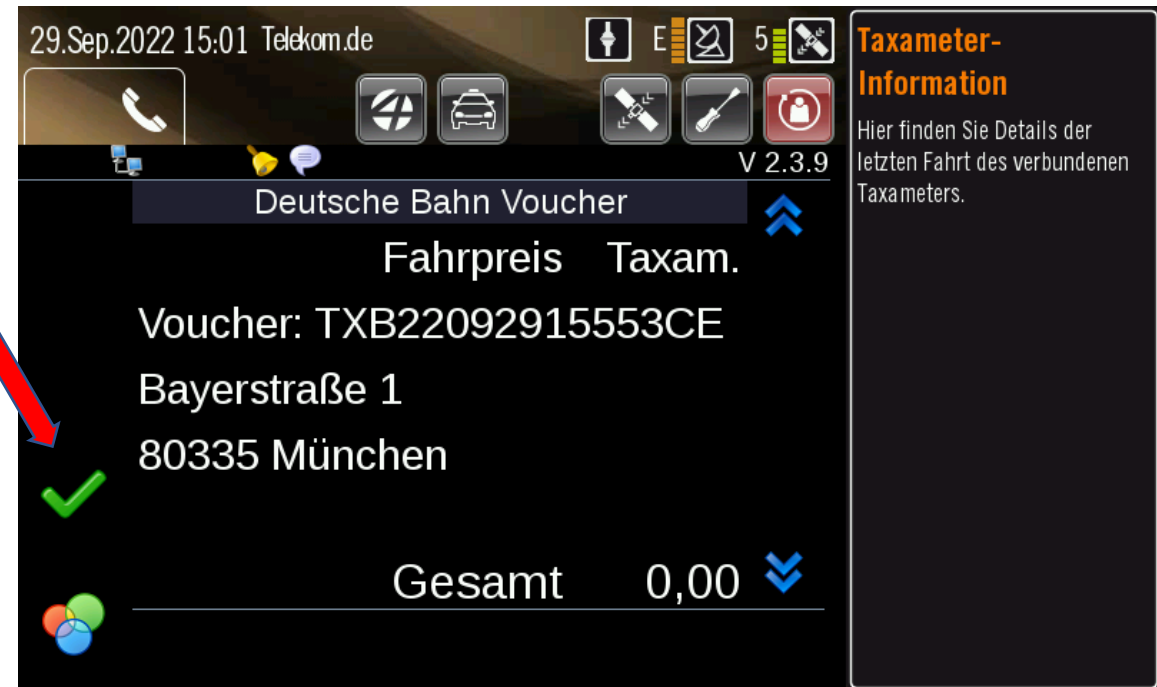 29.Sep.2022 15:01 Telekom.de E 5
V 2.3.9
Deutsche Bahn Voucher
Fahrpreis Taxam.
Voucher: TXB22092915553CE
Bayerstraße 1
80335 München
Gesamt 0,00
Taxameter-
Information
Hier finden Sie Details der
letzten Fahrt des verbundenen
Taxameters.